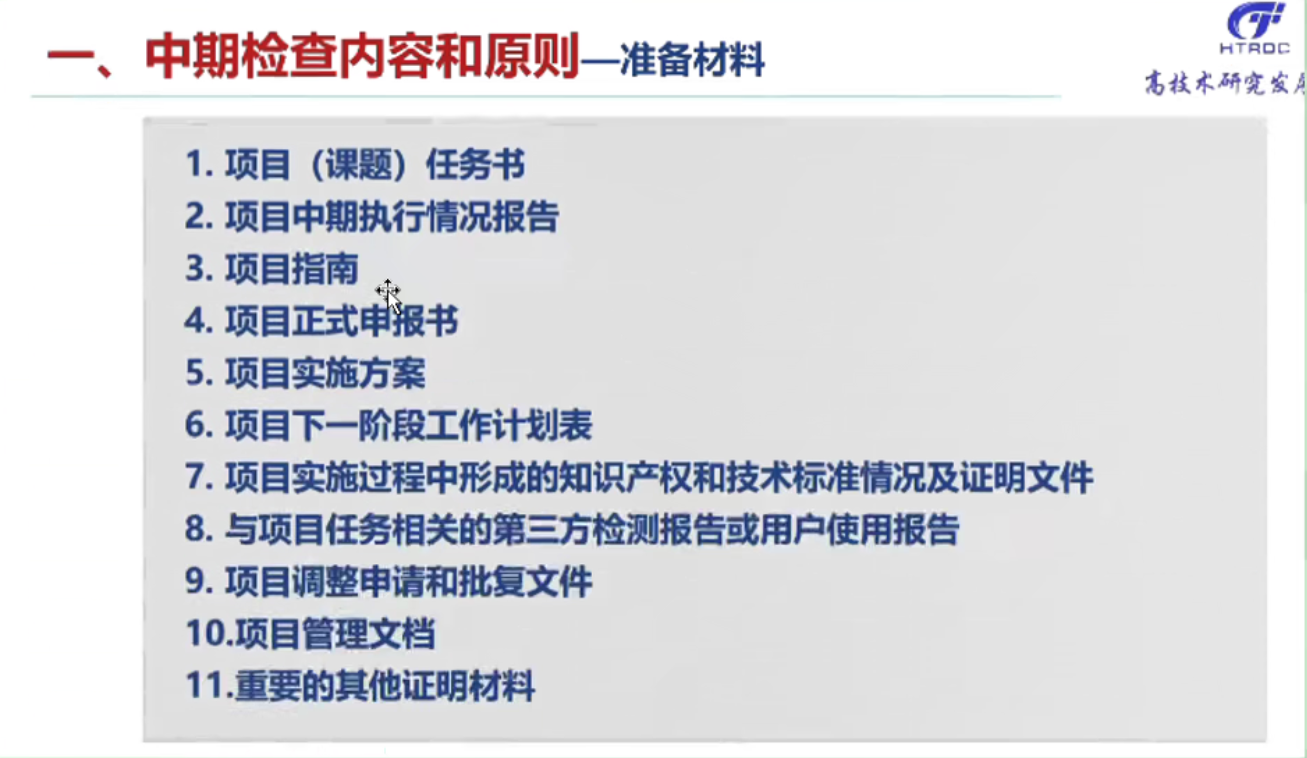 一、中期检查内容和原则—准备材料
HTRDC
高技术研究发
1. 项目（课题）任务书
2. 项目中期执行情况报告
3. 项目指南
4. 项目正式申报书
5. 项目实施方案
6. 项目下一阶段工作计划表
7. 项目实施过程中形成的知识产权和技术标准情况及证明文件
8. 与项目任务相关的第三方检测报告或用户使用报告
9. 项目调整申请和批复文件
10.项目管理文档
11.重要的其他证明材料